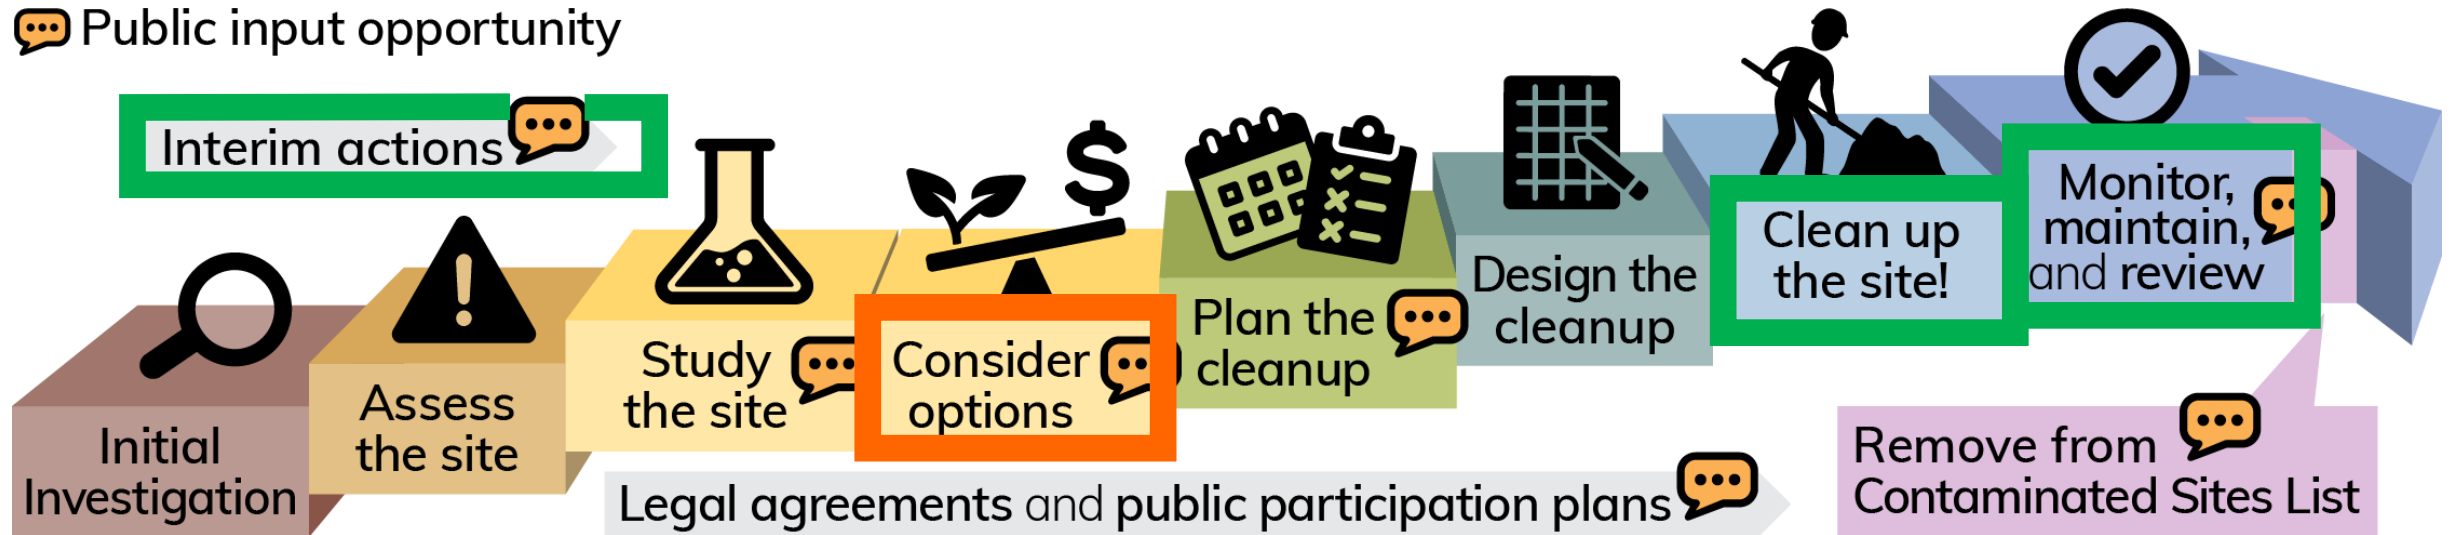 Public input opportunity
Interim actions
Initial
Investigation
Assess
the site
Study
the site
Consider
options
Plan the
cleanup
Design the
cleanup
Clean up
the site!
Monitor,
maintain,
and review
Legal agreements and public participation plans
Remove from
Contaminated Sites List